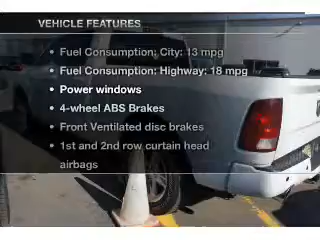 VEHICLE FEATURES
• Fuel Consumption: City: 13 mpg
• Fuel Consumption: Highway: 18 mpg
• Power windows
• 4-wheel ABS Brakes
• Front Ventilated disc brakes
• 1st and 2nd row curtain head
airbags